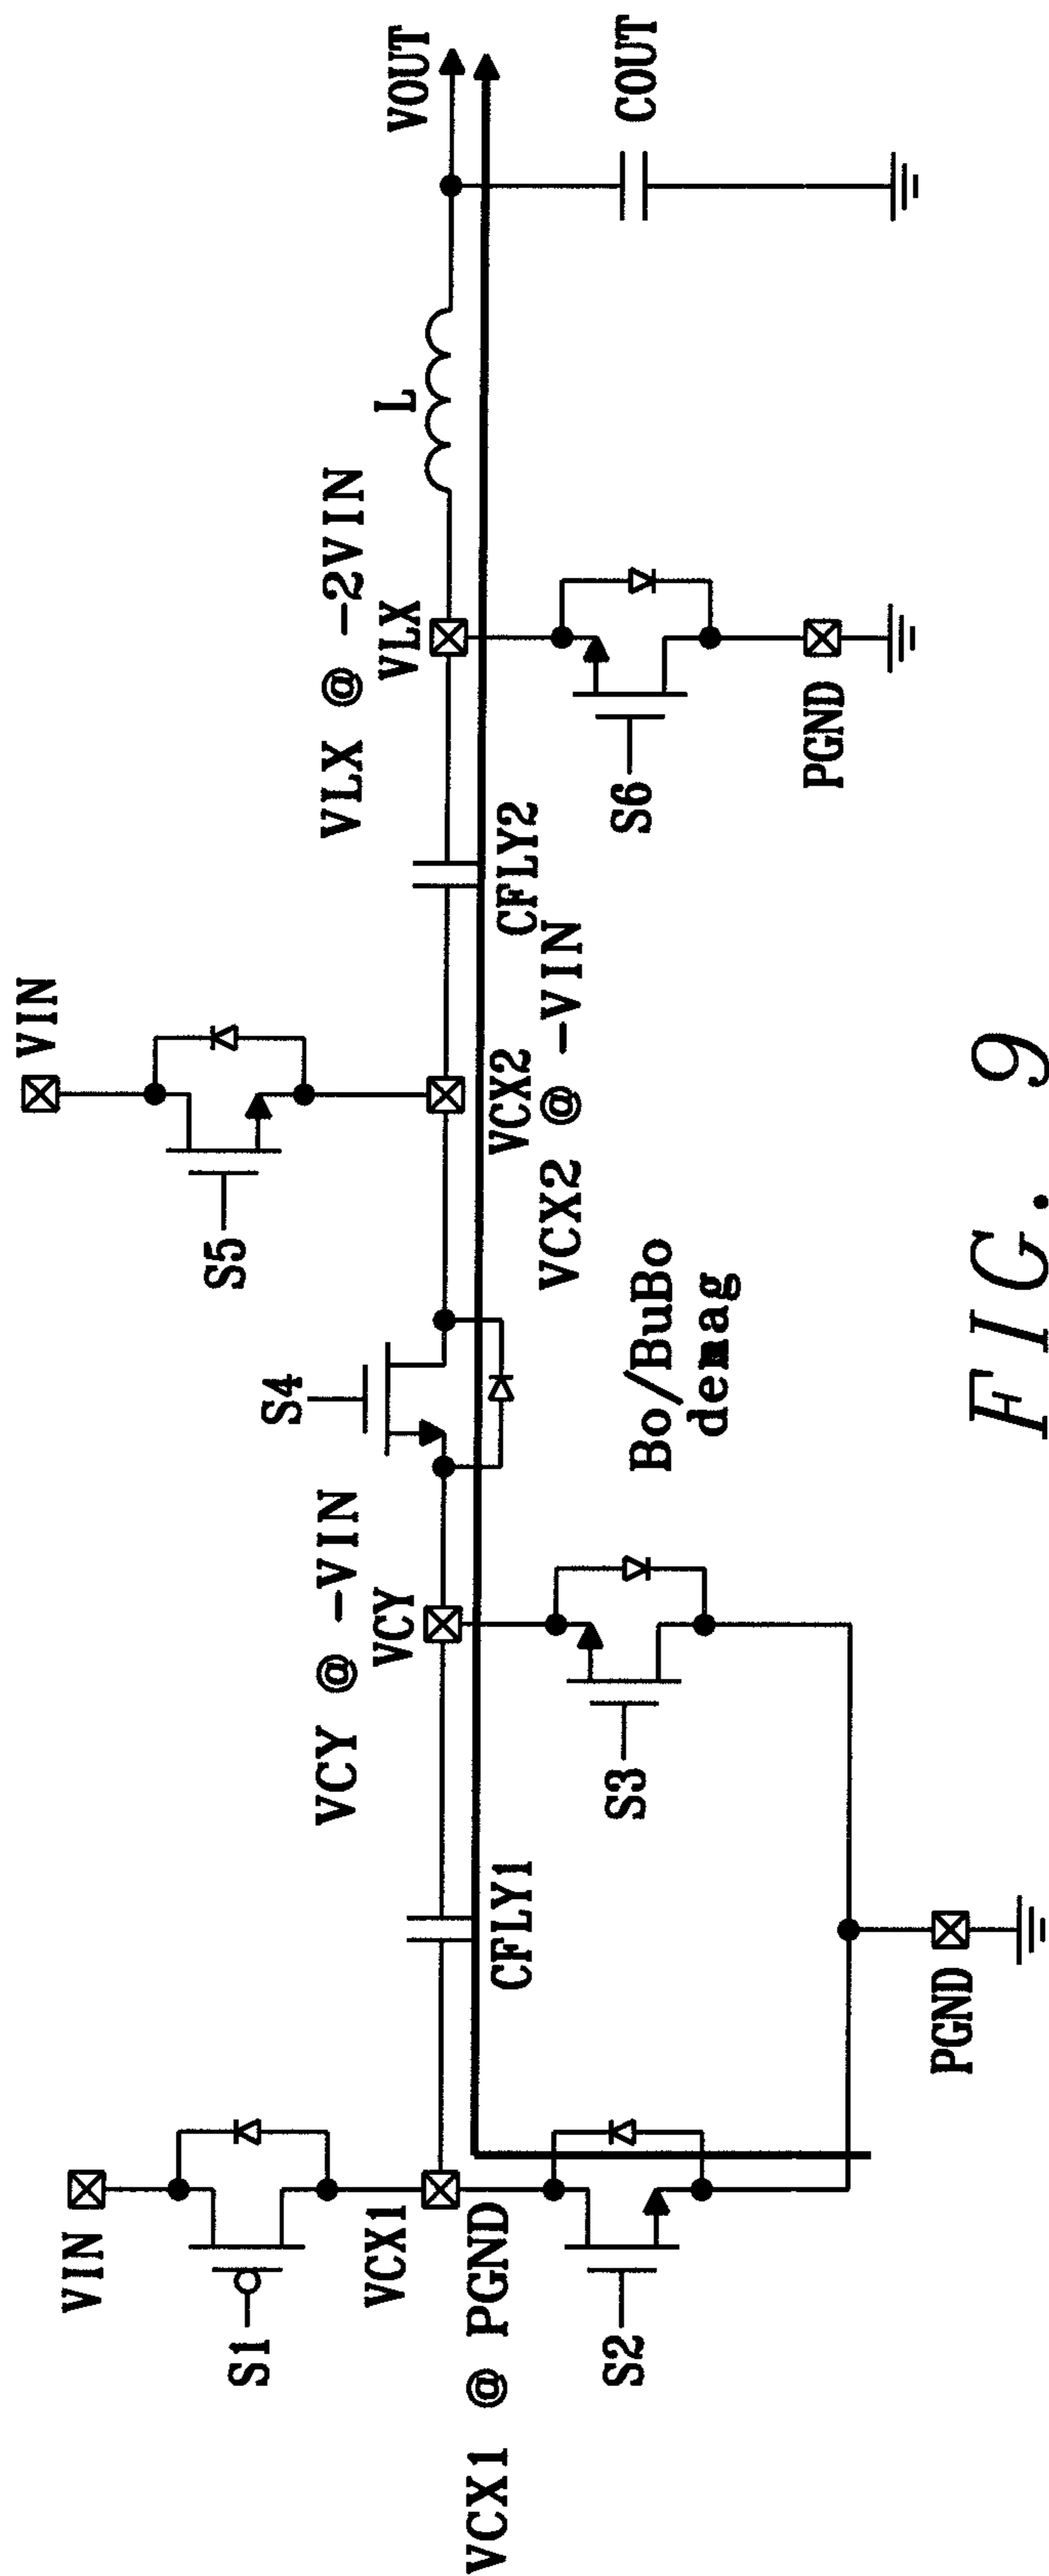 VIN
S1
VCX1
VCX1 @ PGND
S2
CFLY1
PGND
VCY @ -VIN
VCY
S3
S4
Bo/BuBo
demag
VIN
S5
VCX2
VCX2 @ -VIN
CFLY2
VLX @ -2VIN
VLX
S6
PGND
L
VOUT
COUT
FIG. 9